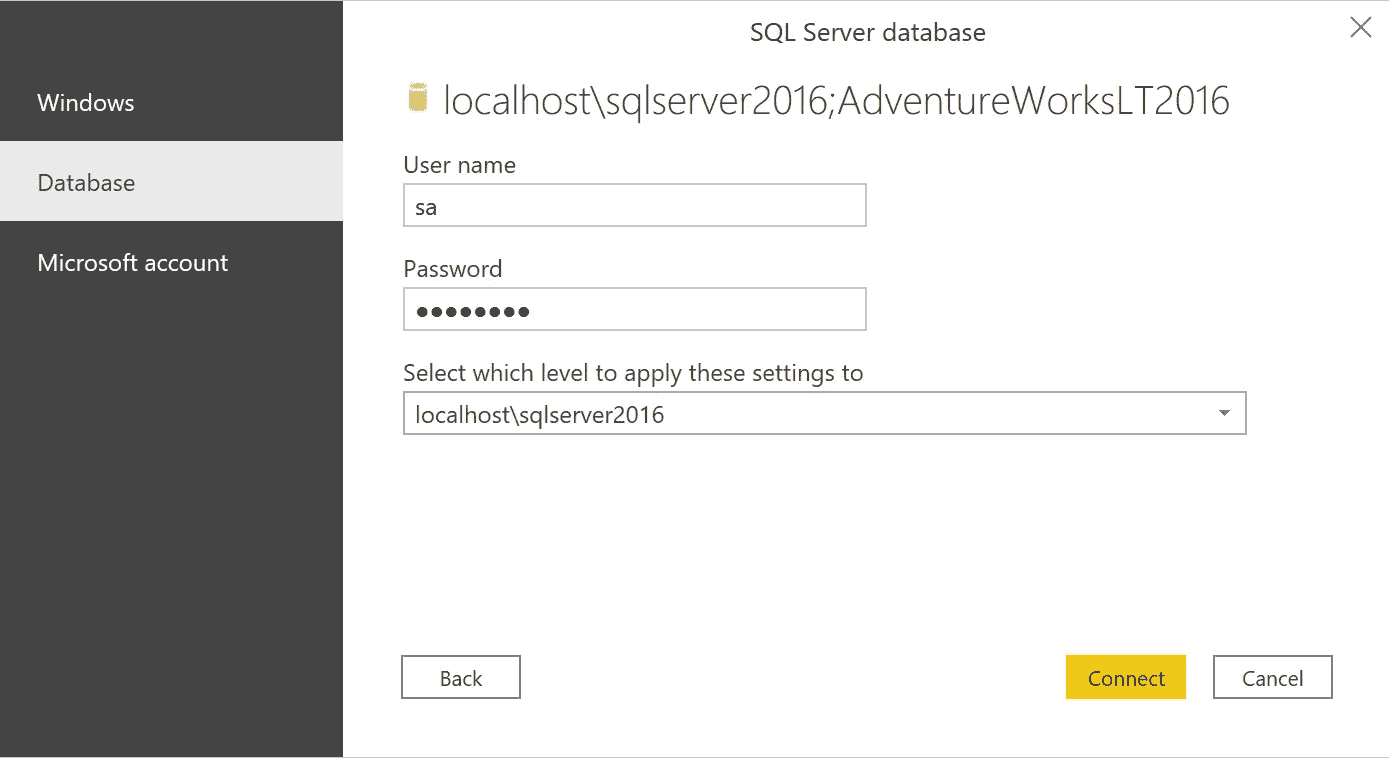 SQL Server database
Windows
Database
Microsoft account
localhost\sqlserver2016;AdventureWorksLT2016
User name
sa
Password
●●●●●●●●
Select which level to apply these settings to
localhost\sqlserver2016
Back
Connect
Cancel